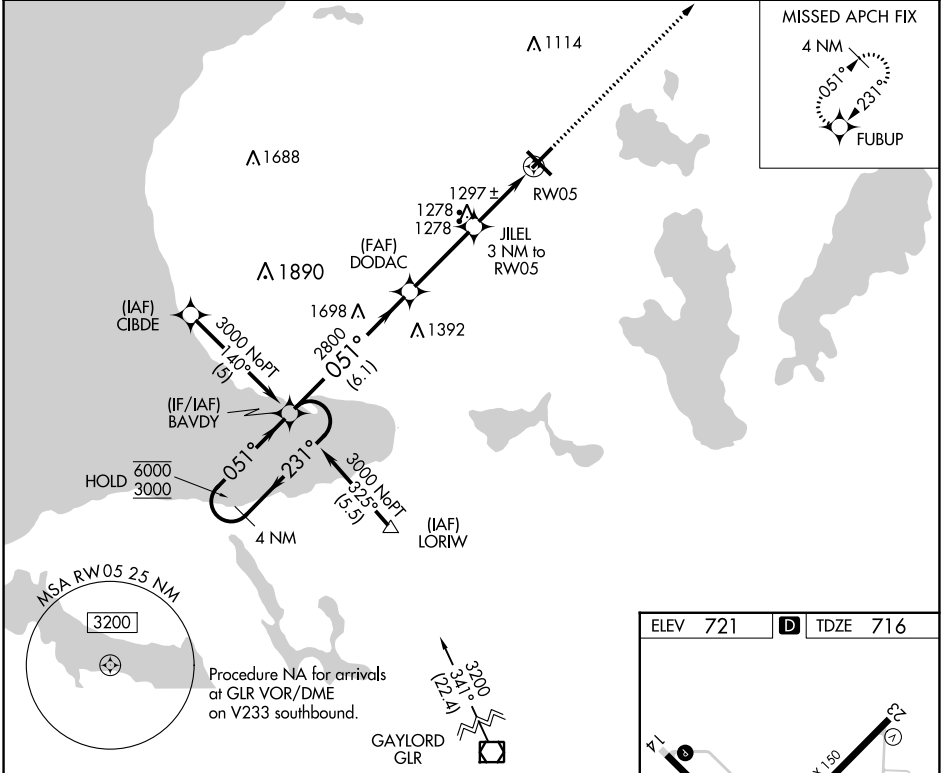 MISSED APCH FIX
4 NM
051°
231°
FUBUP
1114
1688
1297 ±
1278
1278
RW05
JILEL
3 NM to
RW05
(FAF)
DODAC
1890
1698
1392
(IAF)
CIBDE
3000 NoPT
140°
(5)
2800
051°
(6.1)
(IF/IAF)
BAVDY
HOLD
6000
3000
051°
231°
4 NM
3000 NoPT
325°
(5.5)
(IAF)
LORIW
MSA RW05 25 NM
3200
Procedure NA for arrivals
at GLR VOR/DME
on V233 southbound.
3200
341°
(22.4)
GAYLORD
GLR
ELEV 721 D TDZE 716
14
P
X 150
23
V